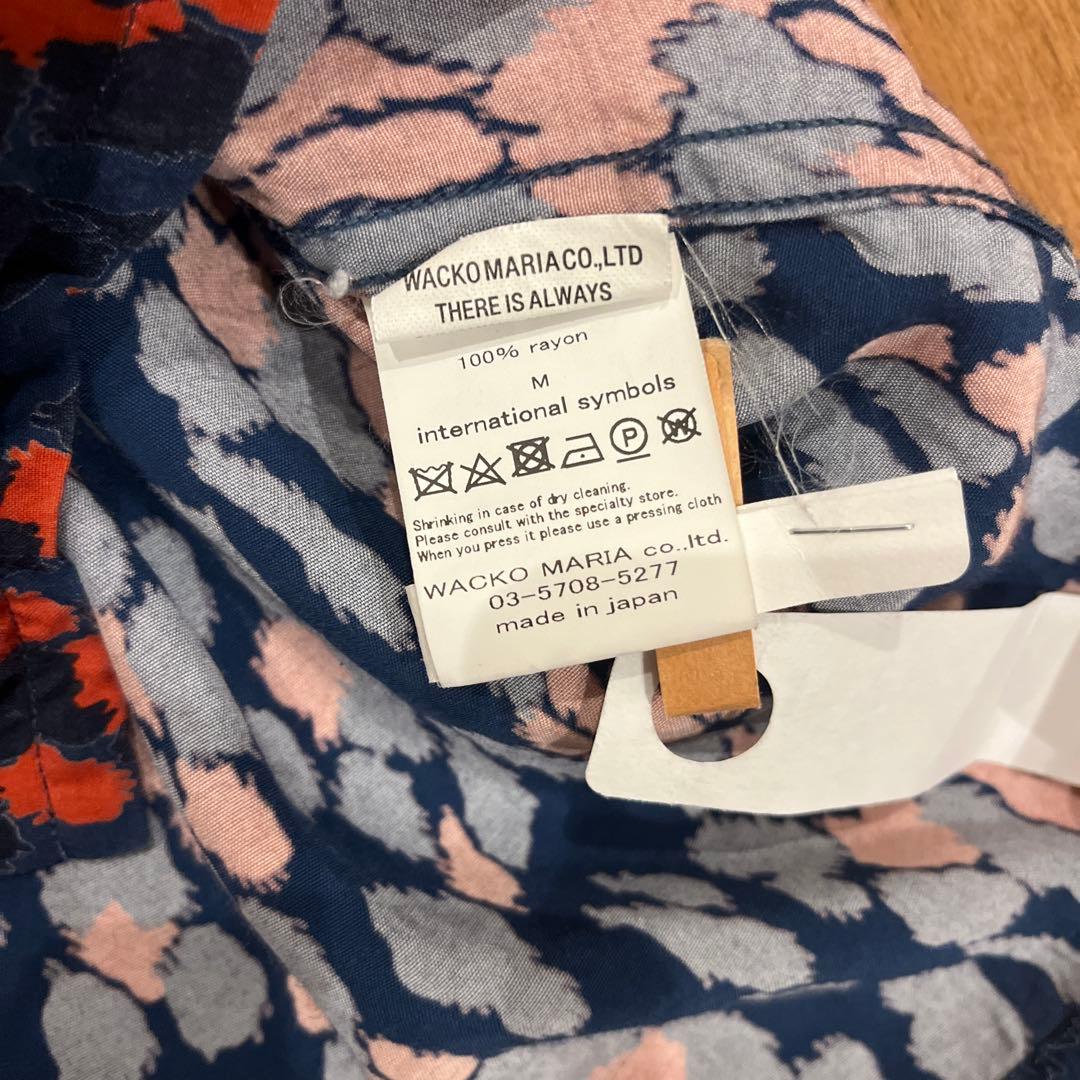 WACKO MARIA CO.,LTD
THERE IS ALWAYS
100% rayon
M
international symbols
P W
Shrinking in case of dry cleaning.
Please consult with the specialty store.
When you press it please use a pressing cloth
WACKO MARIA co.,ltd.
03-5708-5277
made in japan